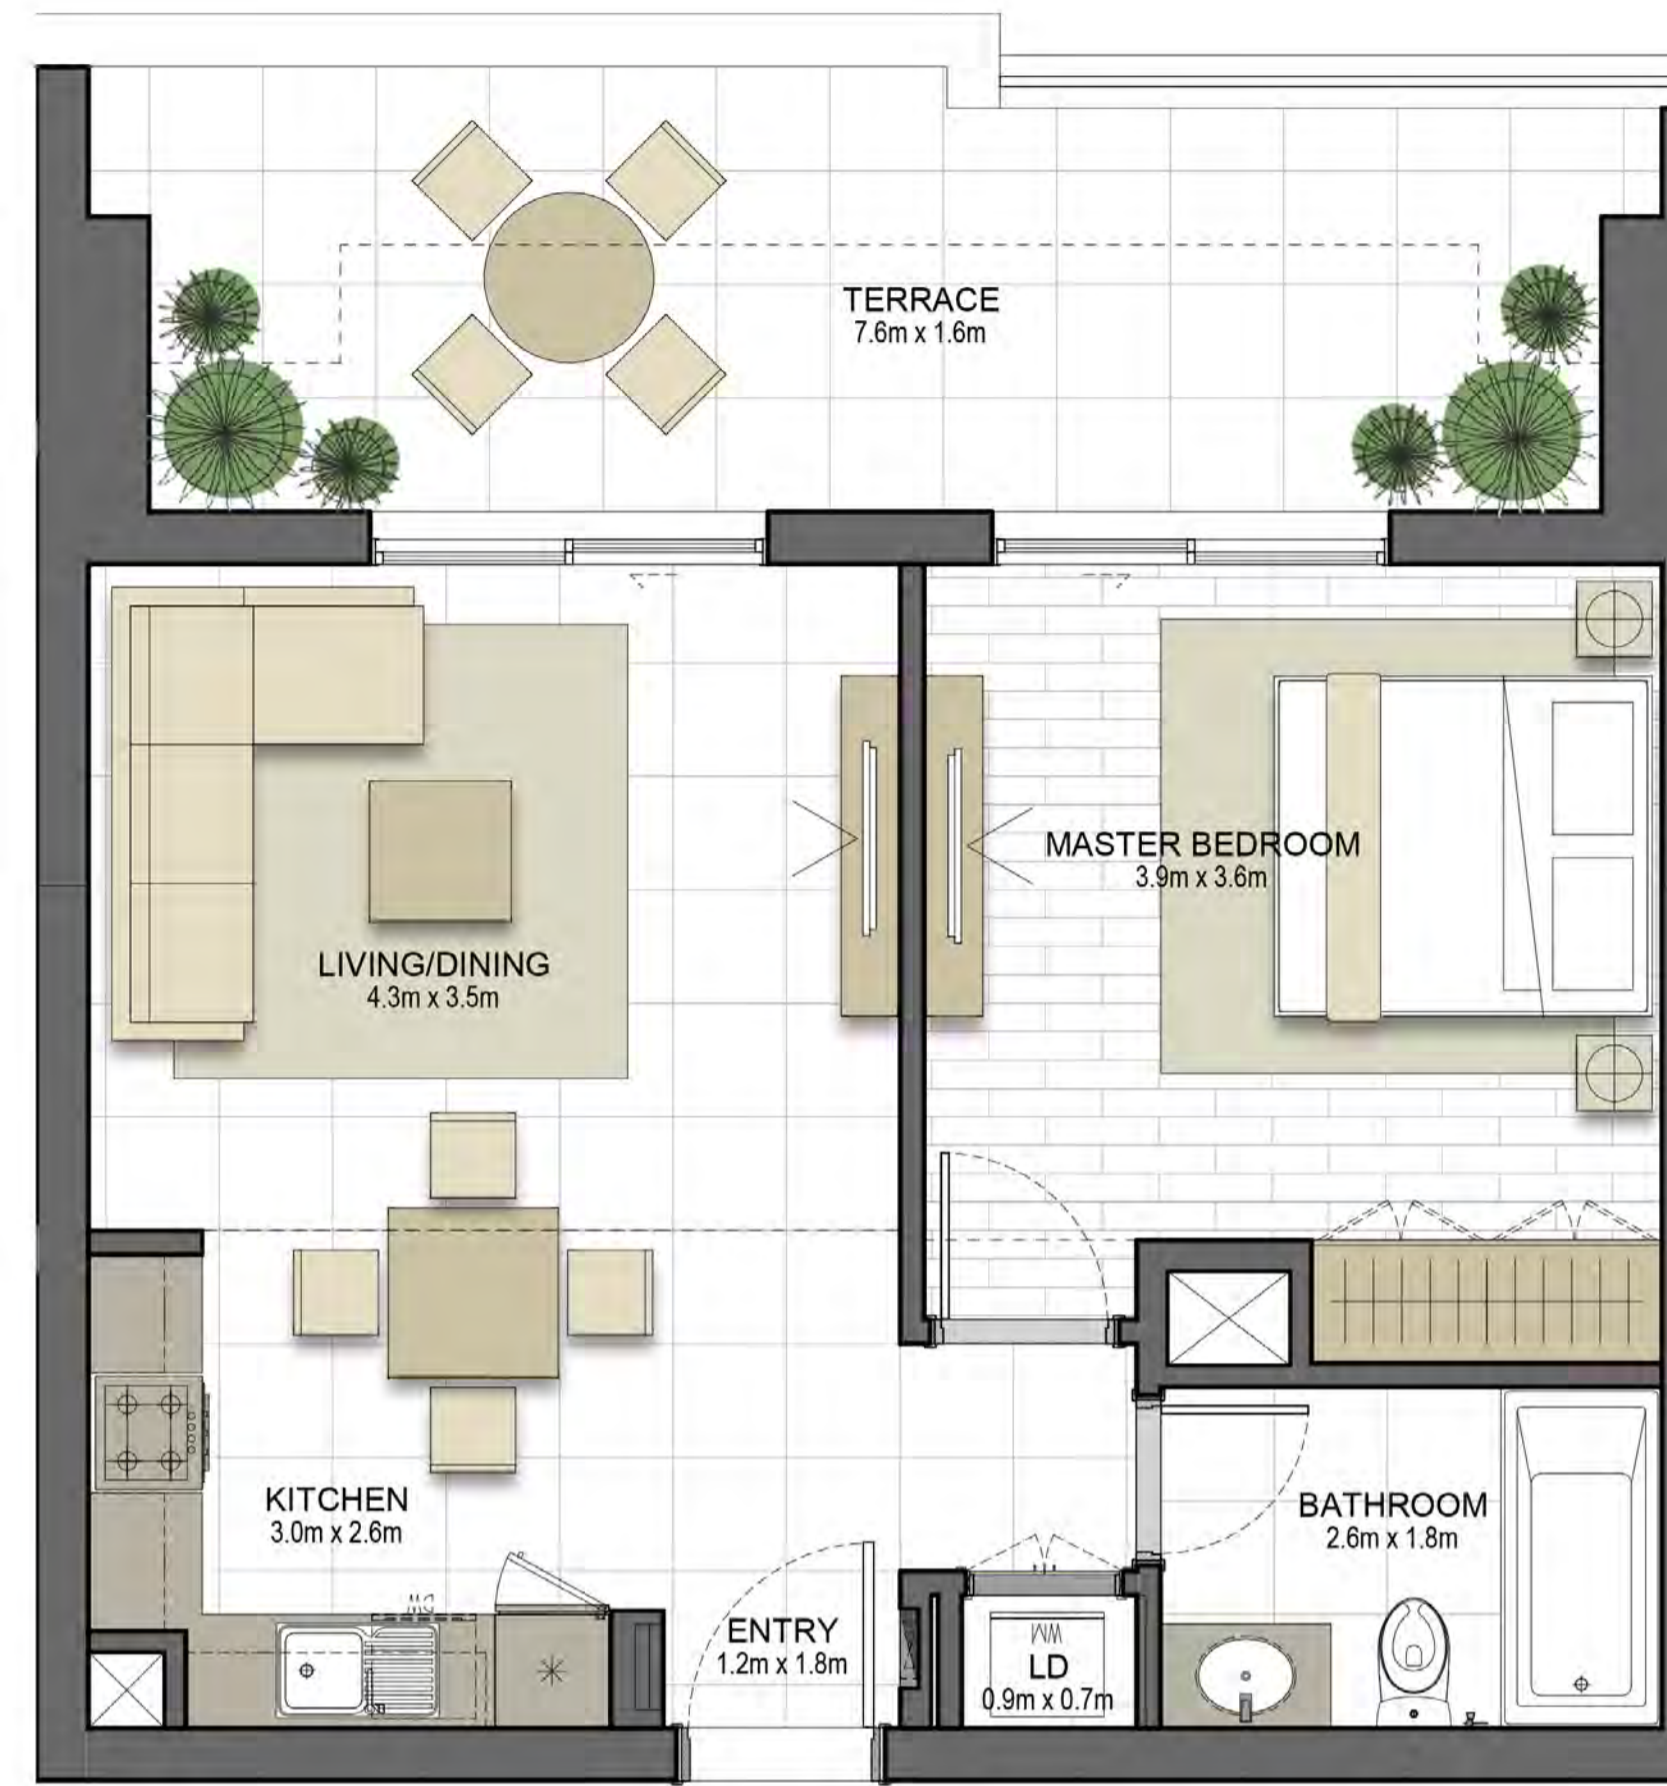 TERRACE
7.6m x 1.6m
MASTER BEDROOM
3.9m x 3.6m
LIVING/DINING
4.3m x 3.5m
KITCHEN
3.0m x 2.6m
BATHROOM
2.6m x 1.8m
DW
ENTRY
1.2m x 1.8m
WM
LD
0.9m x 0.7m